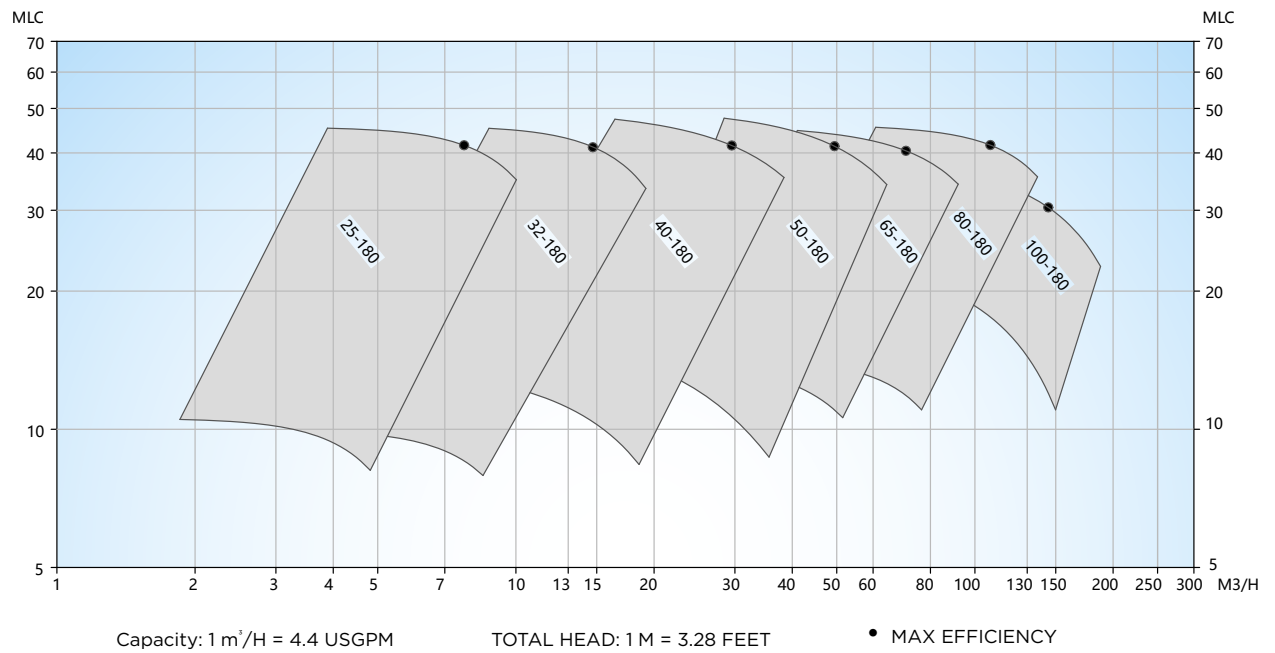 MLC MLC
70 70
60 60
50 50
40 40
30 30
25-180 32-180 40-180 50-180 65-180 80-180 100-180
20 20
10 10
5 5
1 2 3 4 5 7 10 13 15 20 30 40 50 60 80 100 130 150 200 250 300 M3/H
Capacity: 1 m³/H = 4.4 USGPM TOTAL HEAD: 1 M = 3.28 FEET • MAX EFFICIENCY